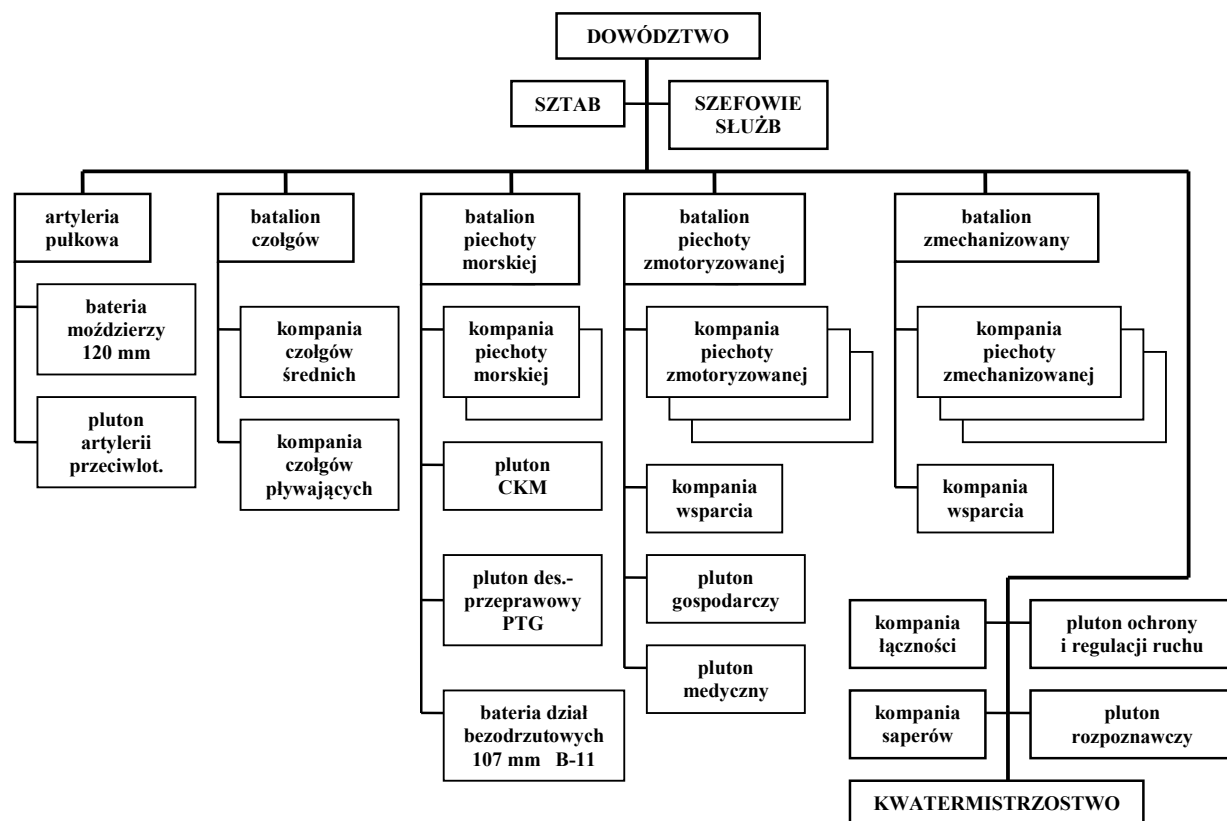 DOWÓDZTWO
SZTAB
SZEFOWIE
SŁUŻB
artyleria
pułkowa
bateria
moździerzy
120 mm
pluton
artylerii
przeciwlot.
batalion
czołgów
kompania
czołgów
średnich
kompania
czołgów
pływających
batalion
piechoty
morskiej
kompania
piechoty
morskiej
pluton
CKM
pluton des.-
przeprawowy
PTG
bateria dział
bezodrzutowych
107 mm B-11
batalion
piechoty
zmotoryzowanej
kompania
piechoty
zmotoryzowanej
kompania
wsparcia
pluton
gospodarczy
pluton
medyczny
batalion
zmechanizowany
kompania
piechoty
zmechanizowanej
kompania
wsparcia
kompania
łączności
pluton ochrony
i regulacji ruchu
kompania
saperów
pluton
rozpoznawczy
KWATERMISTRZOSTWO